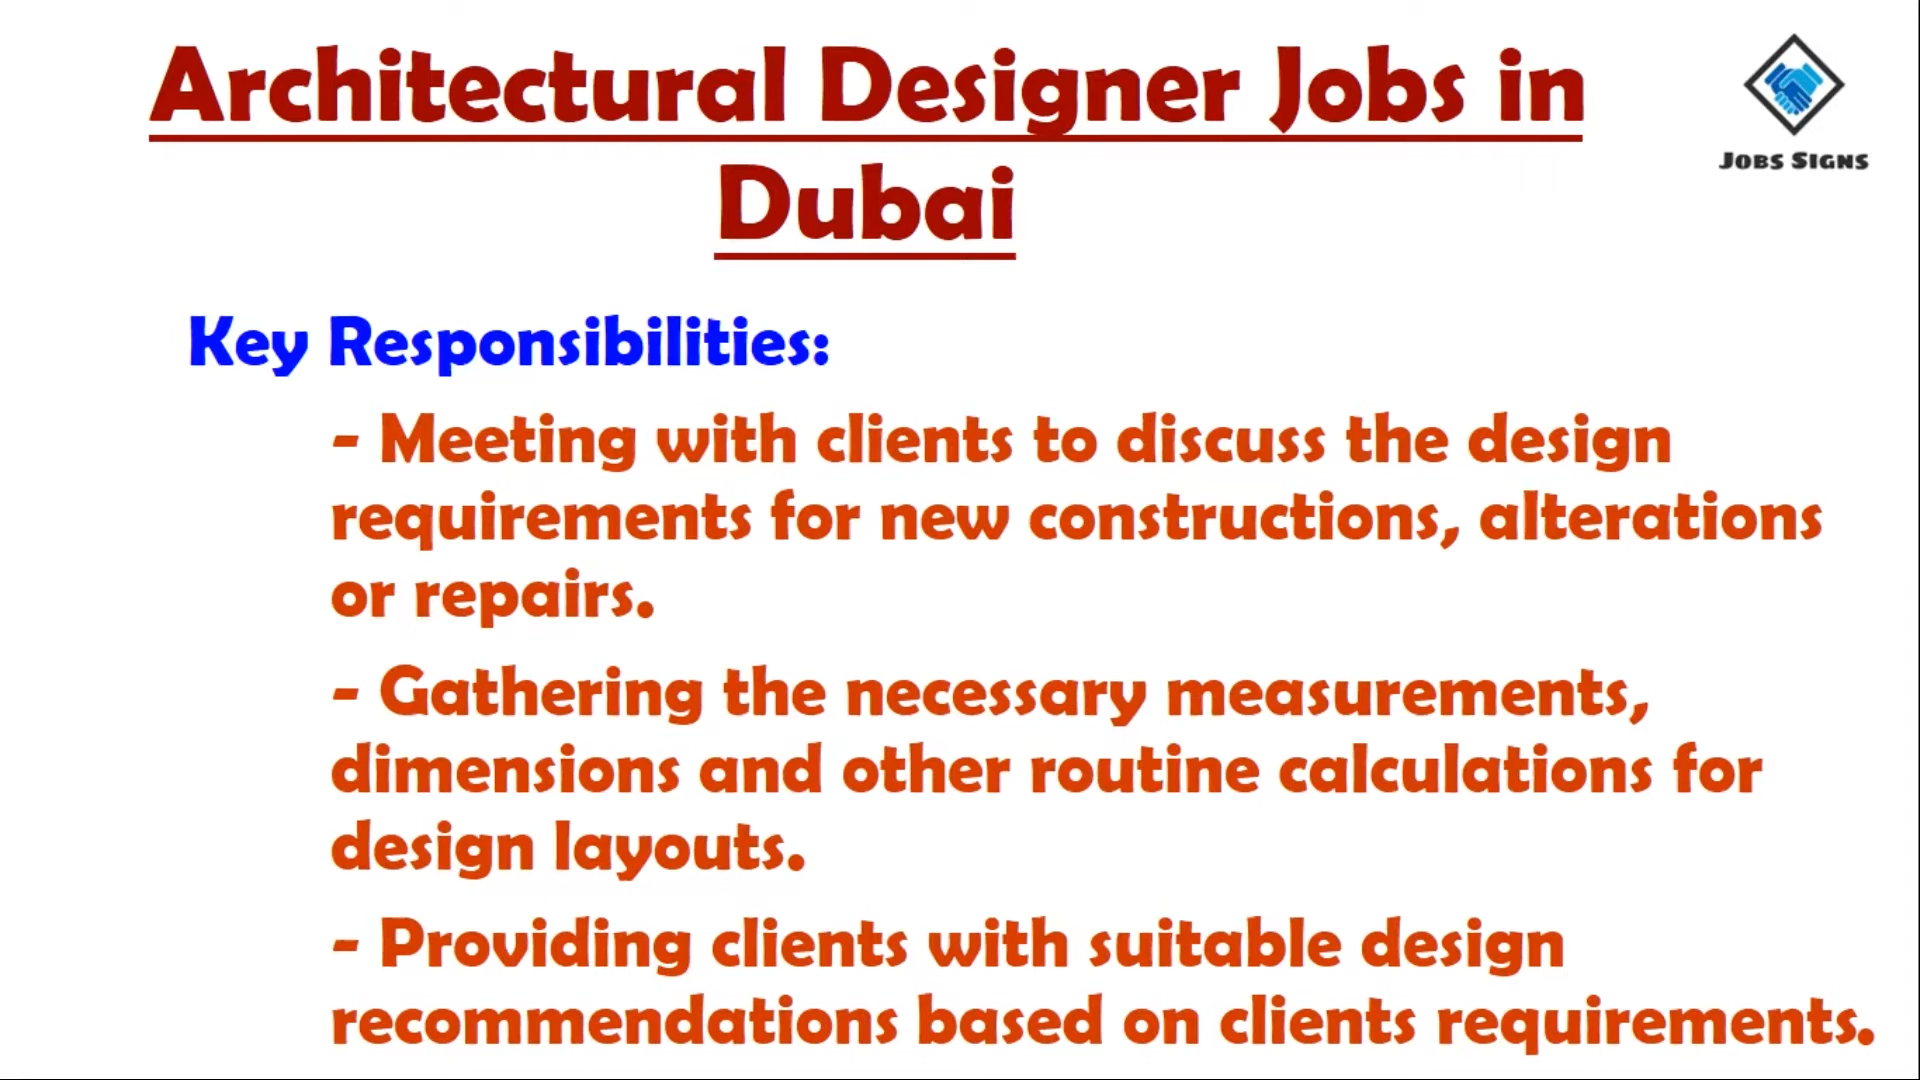 Architectural Designer Jobs in
Dubai
JOBS SIGNS
Key Responsibilities:
- Meeting with clients to discuss the design
requirements for new constructions, alterations
or repairs.
- Gathering the necessary measurements,
dimensions and other routine calculations for
design layouts.
- Providing clients with suitable design
recommendations based on clients requirements.